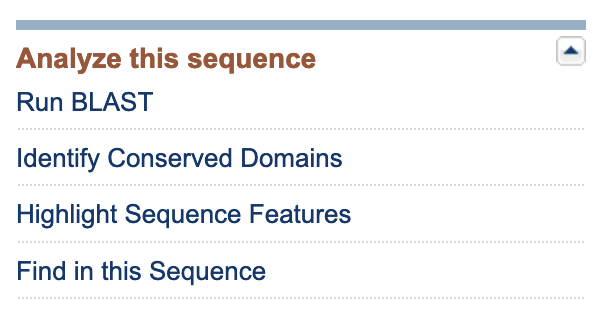 Analyze this sequence
Run BLAST
Identify Conserved Domains
Highlight Sequence Features
Find in this Sequence